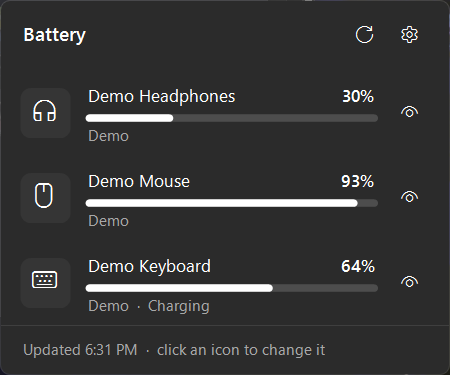 Battery
Demo Headphones 30%
Demo
Demo Mouse 93%
Demo
Demo Keyboard 64%
Demo · Charging
Updated 6:31 PM · click an icon to change it